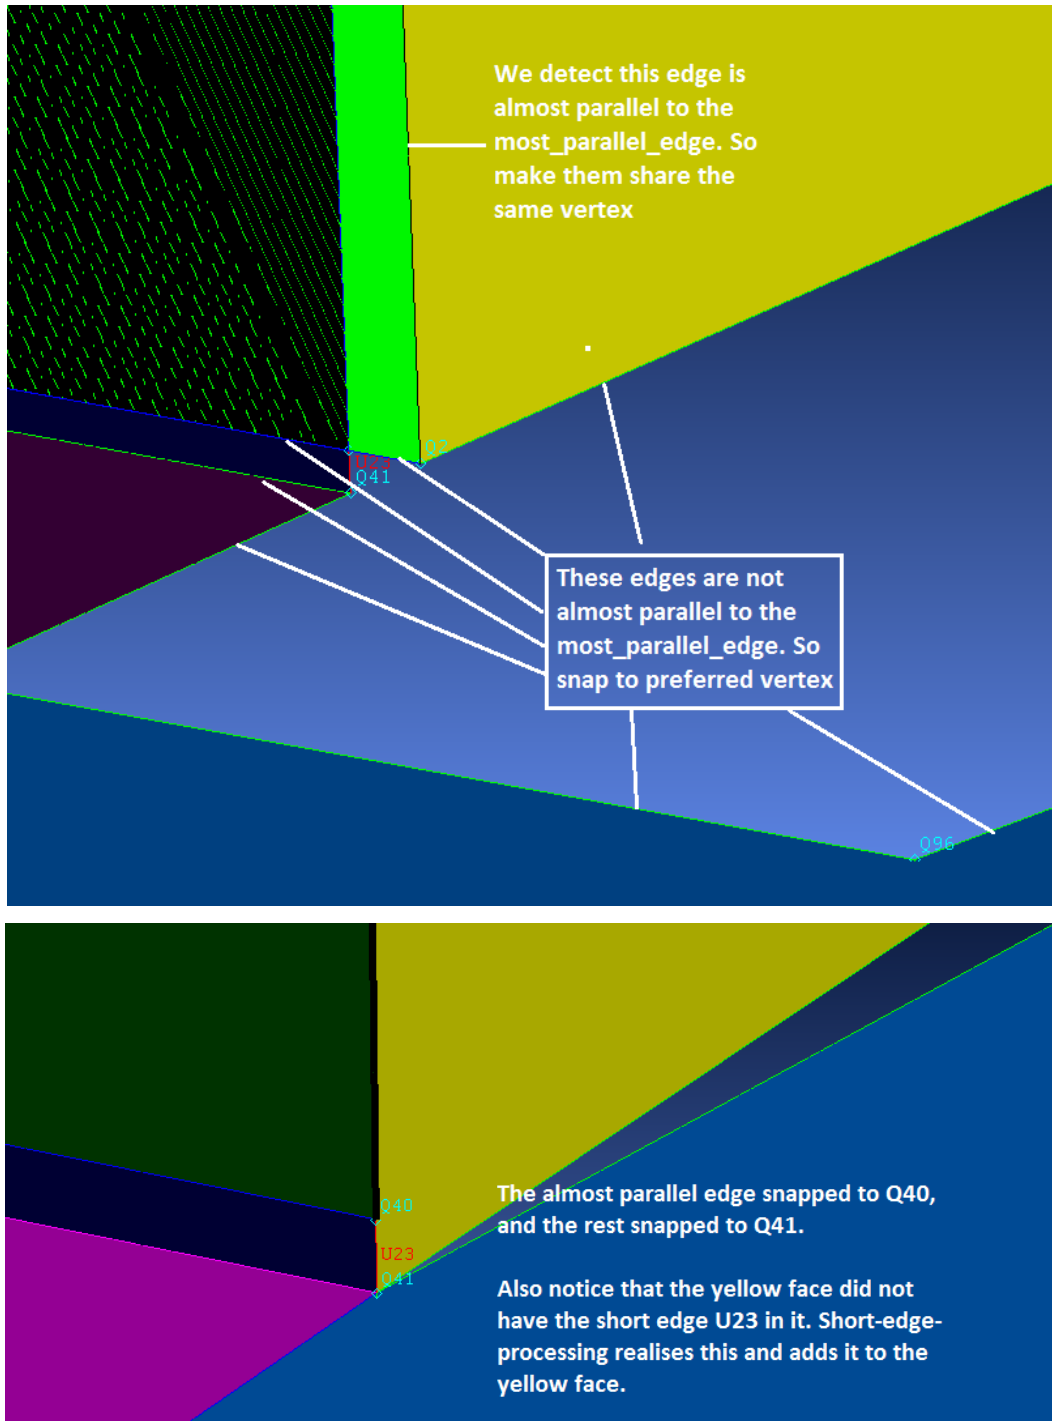 We detect this edge is
almost parallel to the
most_parallel_edge. So
make them share the
same vertex
Q2
U23
Q41
These edges are not
almost parallel to the
most_parallel_edge. So
snap to preferred vertex
Q96
Q40
The almost parallel edge snapped to Q40,
and the rest snapped to Q41.
U23
Q41
Also notice that the yellow face did not
have the short edge U23 in it. Short-edge-
processing realises this and adds it to the
yellow face.